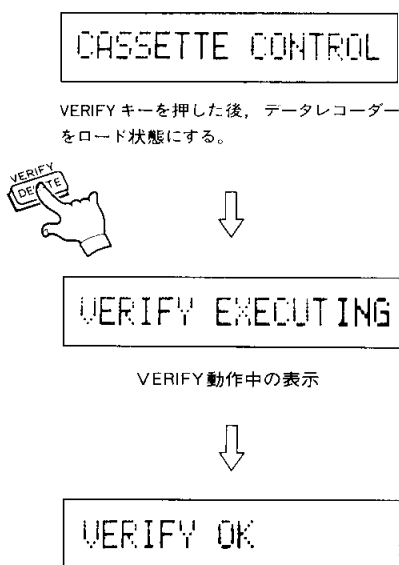 CASSETTE CONTROL
VERIFY キーを押した後，データレコーダー
をロード状態にする。
VERIFY
DELETE
VERIFY EXECUTING
VERIFY動作中の表示
VERIFY OK